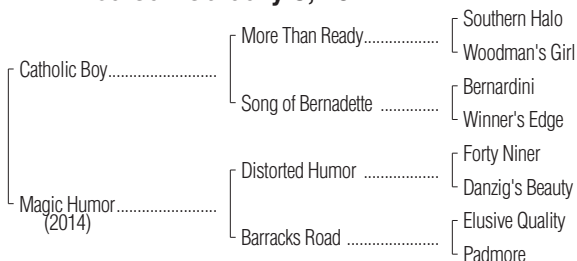 Southern Halo
More Than Ready....................
Woodman's Girl
Catholic Boy.............................
Bernardini
Song of Bernadette ...............
Winner's Edge
Forty Niner
Distorted Humor ....................
Danzig's Beauty
Magic Humor...........................
(2014)
Elusive Quality
Barracks Road ........................
Padmore